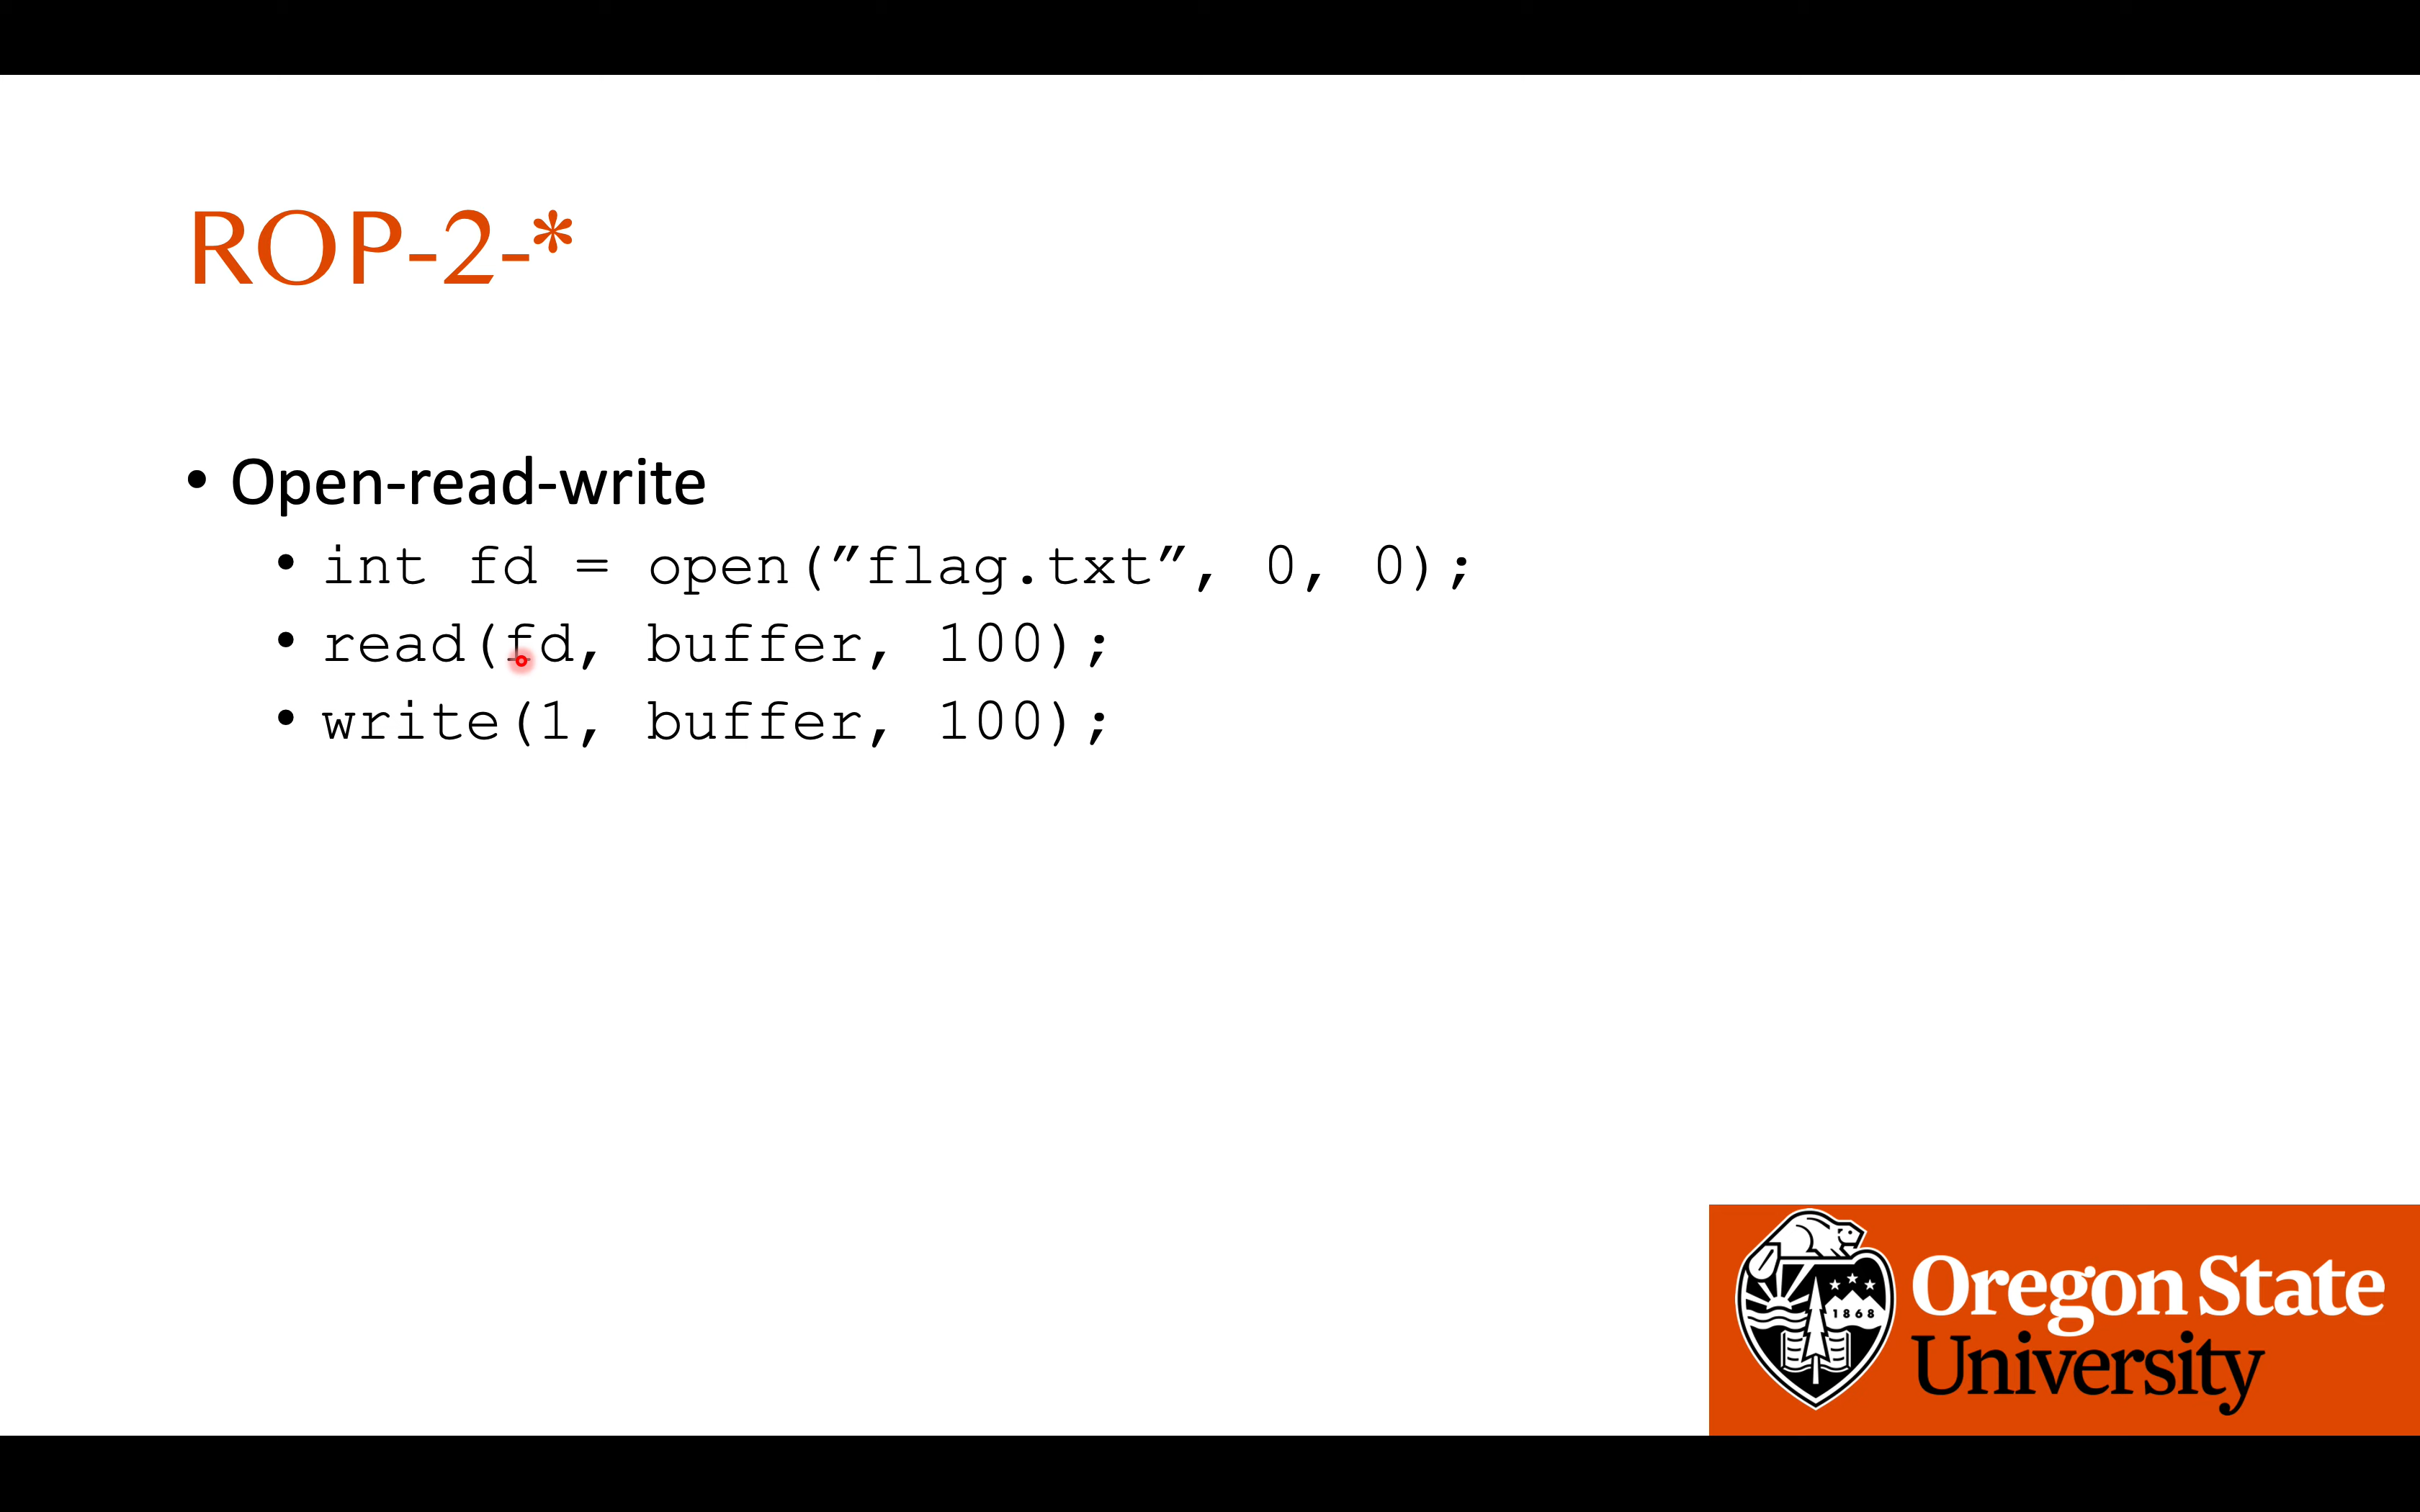 ROP-2-*
• Open-read-write
• int fd = open(”flag.txt”, 0, 0);
• read(fd, buffer, 100);
• write(1, buffer, 100);
1868
Oregon State
University